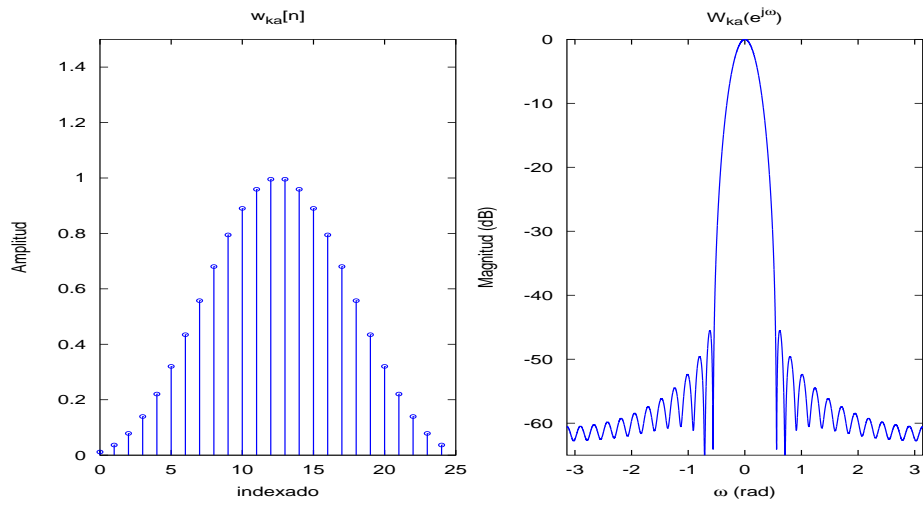 w_ka[n]
1.4
1.2
1
0.8
0.6
0.4
0.2
0
0 5 10 15 20 25
Amplitud
indexado
W_ka(e^jω)
0
-10
-20
-30
-40
-50
-60
-3 -2 -1 0 1 2 3
Magnitud (dB)
ω (rad)